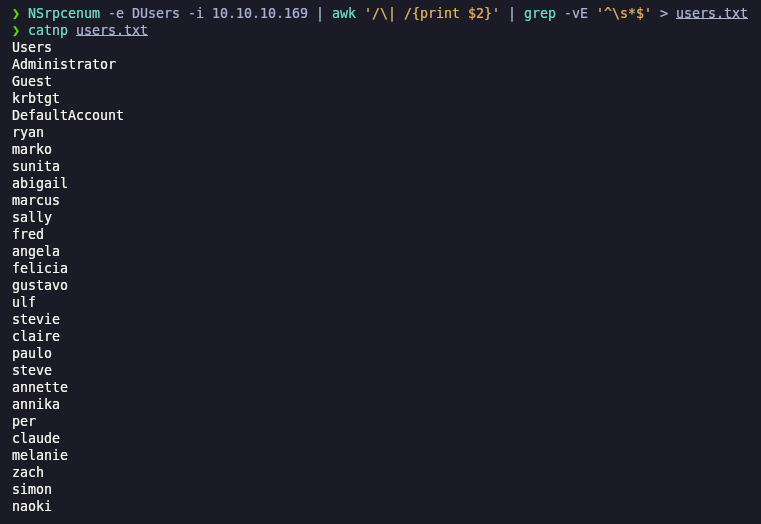 ❯ NSrpcenum -e DUsers -i 10.10.10.169 | awk '/\| /{print $2}' | grep -vE '^\s*$' > users.txt
❯ catnp users.txt
Users
Administrator
Guest
krbtgt
DefaultAccount
ryan
marko
sunita
abigail
marcus
sally
fred
angela
felicia
gustavo
ulf
stevie
claire
paulo
steve
annette
annika
per
claude
melanie
zach
simon
naoki